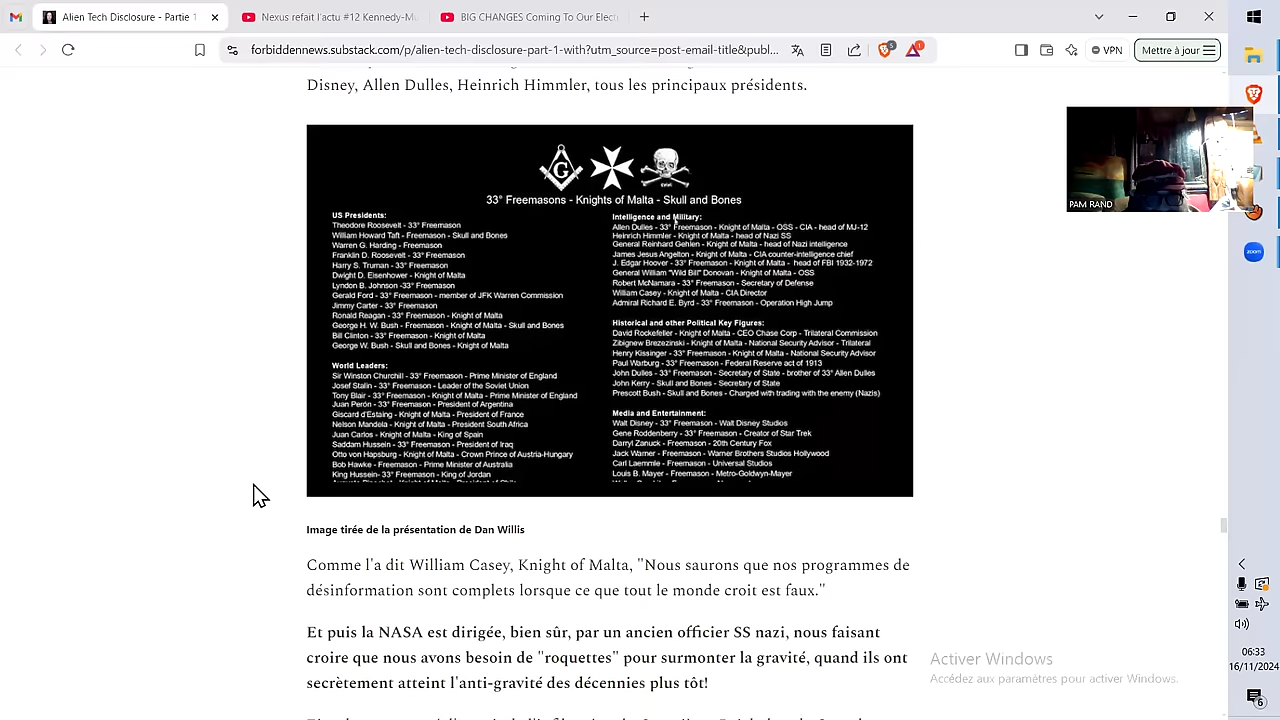 Alien Tech Disclosure - Partie 1
Nexus refait l'actu #12 Kennedy-M
BIG CHANGES Coming To Our Elect
forbiddennews.substack.com/p/alien-tech-disclosure-part-1-with?utm_source=post-email-title&publ...
5
1
VPN
Mettre à jour
Disney, Allen Dulles, Heinrich Himmler, tous les principaux présidents.
PAM RAND
G
33° Freemasons - Knights of Malta - Skull and Bones
US Presidents:
Theodore Roosevelt - 33° Freemason
William Howard Taft - Freemason - Skull and Bones
Warren G. Harding - Freemason
Franklin D. Roosevelt - 33° Freemason
Harry S. Truman - 33° Freemason
Dwight D. Eisenhower - Knight of Malta
Lyndon B. Johnson -33° Freemason
Gerald Ford - 33° Freemason - member of JFK Warren Commission
Jimmy Carter - 33° Freemason
Ronald Reagan - 33° Freemason - Knight of Malta
George H. W. Bush - Freemason - Knight of Malta - Skull and Bones
Bill Clinton - 33° Freemason - Knight of Malta
George W. Bush - Skull and Bones - Knight of Malta
World Leaders:
Sir Winston Churchill - 33° Freemason - Prime Minister of England
Josef Stalin - 33° Freemason - Leader of the Soviet Union
Tony Blair - 33° Freemason - Knight of Malta - Prime Minister of England
Juan Perón - 33° Freemason - President of Argentina
Giscard d'Estaing - Knight of Malta - President of France
Nelson Mandela - Knight of Malta - President South Africa
Juan Carlos - Knight of Malta - King of Spain
Saddam Hussein - 33° Freemason - President of Iraq
Otto von Hapsburg - Knight of Malta - Crown Prince of Austria-Hungary
Bob Hawke - Freemason - Prime Minister of Australia
King Hussein- 33° Freemason - King of Jordan
Intelligence and Military:
Allen Dulles - 33° Freemason - Knight of Malta - OSS - CIA - head of MJ-12
Heinrich Himmler - Knight of Malta - head of Nazi SS
General Reinhard Gehlen - Knight of Malta - head of Nazi intelligence
James Jesus Angelton - Knight of Malta - CIA counter-intelligence chief
J. Edgar Hoover - 33° Freemason - Knight of Malta - head of FBI 1932-1972
General William "Wild Bill" Donovan - Knight of Malta - OSS
Robert McNamara - 33° Freemason - Secretary of Defense
William Casey - Knight of Malta - CIA Director
Admiral Richard E. Byrd - 33° Freemason - Operation High Jump
Historical and other Political Key Figures:
David Rockefeller - Knight of Malta - CEO Chase Corp - Trilateral Commission
Zibignew Brezezinski - Knight of Malta - National Security Advisor - Trilateral
Henry Kissinger - 33° Freemason - Knight of Malta - National Security Advisor
Paul Warburg - 33° Freemason - Federal Reserve act of 1913
John Dulles - 33° Freemason - Secretary of State - brother of 33° Allen Dulles
John Kerry - Skull and Bones - Secretary of State
Prescott Bush - Skull and Bones - Charged with trading with the enemy (Nazis)
Media and Entertainment:
Walt Disney - 33° Freemason - Walt Disney Studios
Gene Roddenberry - 33° Freemason - Creator of Star Trek
Darryl Zanuck - Freemason - 20th Century Fox
Jack Warner - Freemason - Warner Brothers Studios Hollywood
Carl Laemmle - Freemason - Universal Studios
Louis B. Mayer - Freemason - Metro-Goldwyn-Mayer
Image tirée de la présentation de Dan Willis
Comme l'a dit William Casey, Knight of Malta, "Nous saurons que nos programmes de
désinformation sont complets lorsque ce que tout le monde croit est faux."
Et puis la NASA est dirigée, bien sûr, par un ancien officier SS nazi, nous faisant
croire que nous avons besoin de "roquettes" pour surmonter la gravité, quand ils ont
secrètement atteint l'anti-gravité des décennies plus tôt!
Activer Windows
Accédez aux paramètres pour activer Windows.
zoom
06:33
16/11/2024
6